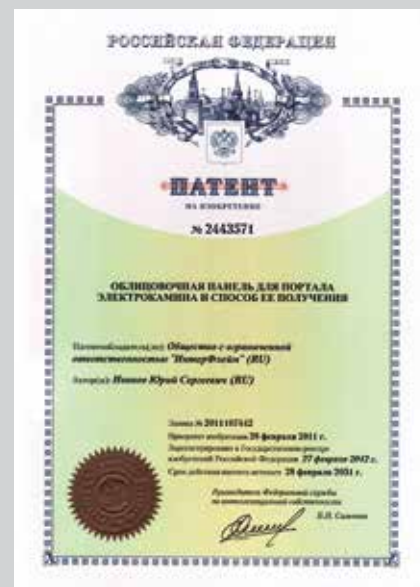 РОССИЙСКАЯ ФЕДЕРАЦИЯ
ПАТЕНТ
НА ИЗОБРЕТЕНИЕ
№ 2443571
ОБЛИЦОВОЧНАЯ ПАНЕЛЬ ДЛЯ ПОРТАЛА
ЭЛЕКТРОКАМИНА И СПОСОБ ЕЕ ПОЛУЧЕНИЯ
Патентообладатель(ли): Общество с ограниченной
ответственностью "ИнтерФлейм" (RU)
Автор(ы): Юрий Сергеевич (RU)
Заявка № 2011107442
Приоритет изобретения 28 февраля 2011 г.
Зарегистрировано в Государственном реестре
изобретений Российской Федерации 27 февраля 2012 г.
Срок действия патента истекает 28 февраля 2031 г.
Руководитель Федеральной службы
по интеллектуальной собственности
Б.П. Симонов